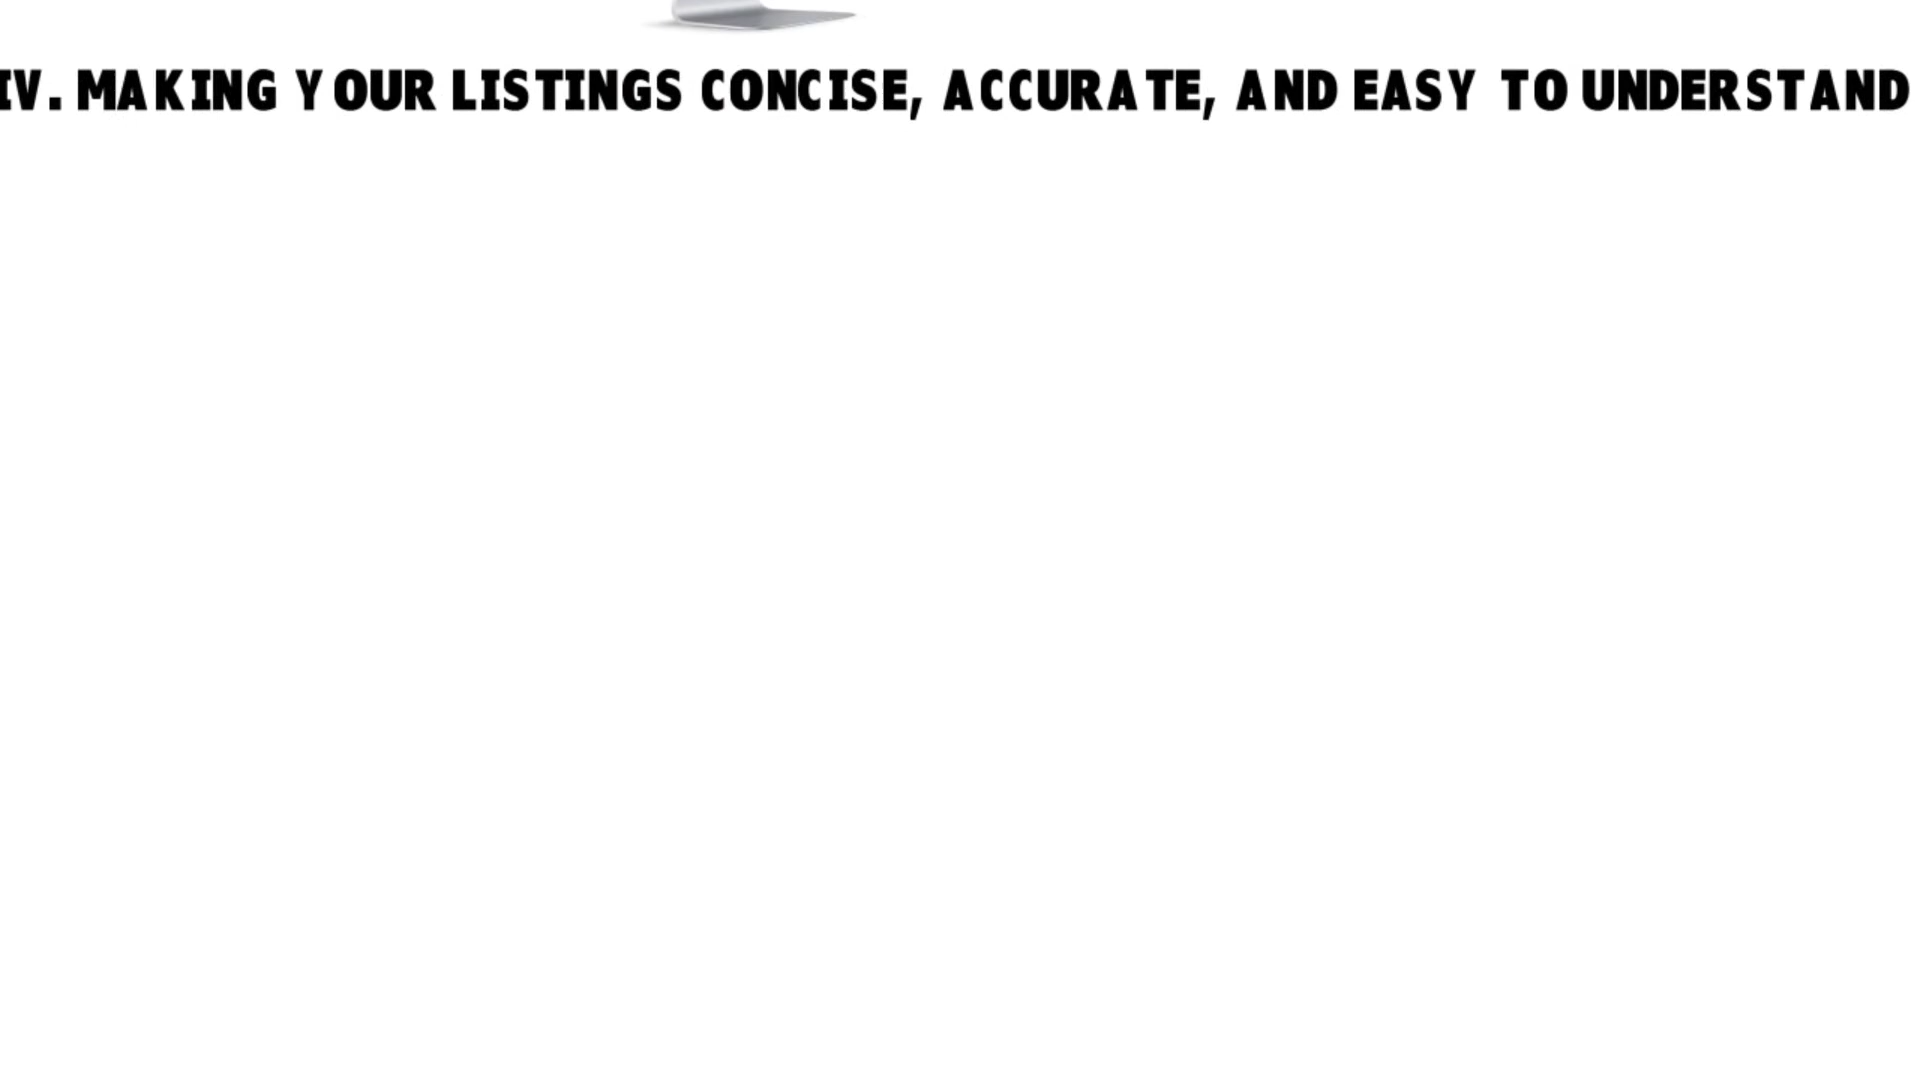 IV. MAKING YOUR LISTINGS CONCISE, ACCURATE, AND EASY TO UNDERSTAND